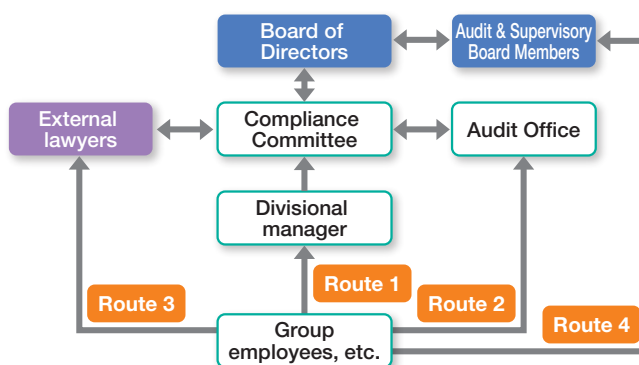 Board of
Directors
Audit & Supervisory
Board Members
External
lawyers
Compliance
Committee
Audit Office
Divisional
manager
Route 1
Route 3
Route 2
Route 4
Group
employees, etc.